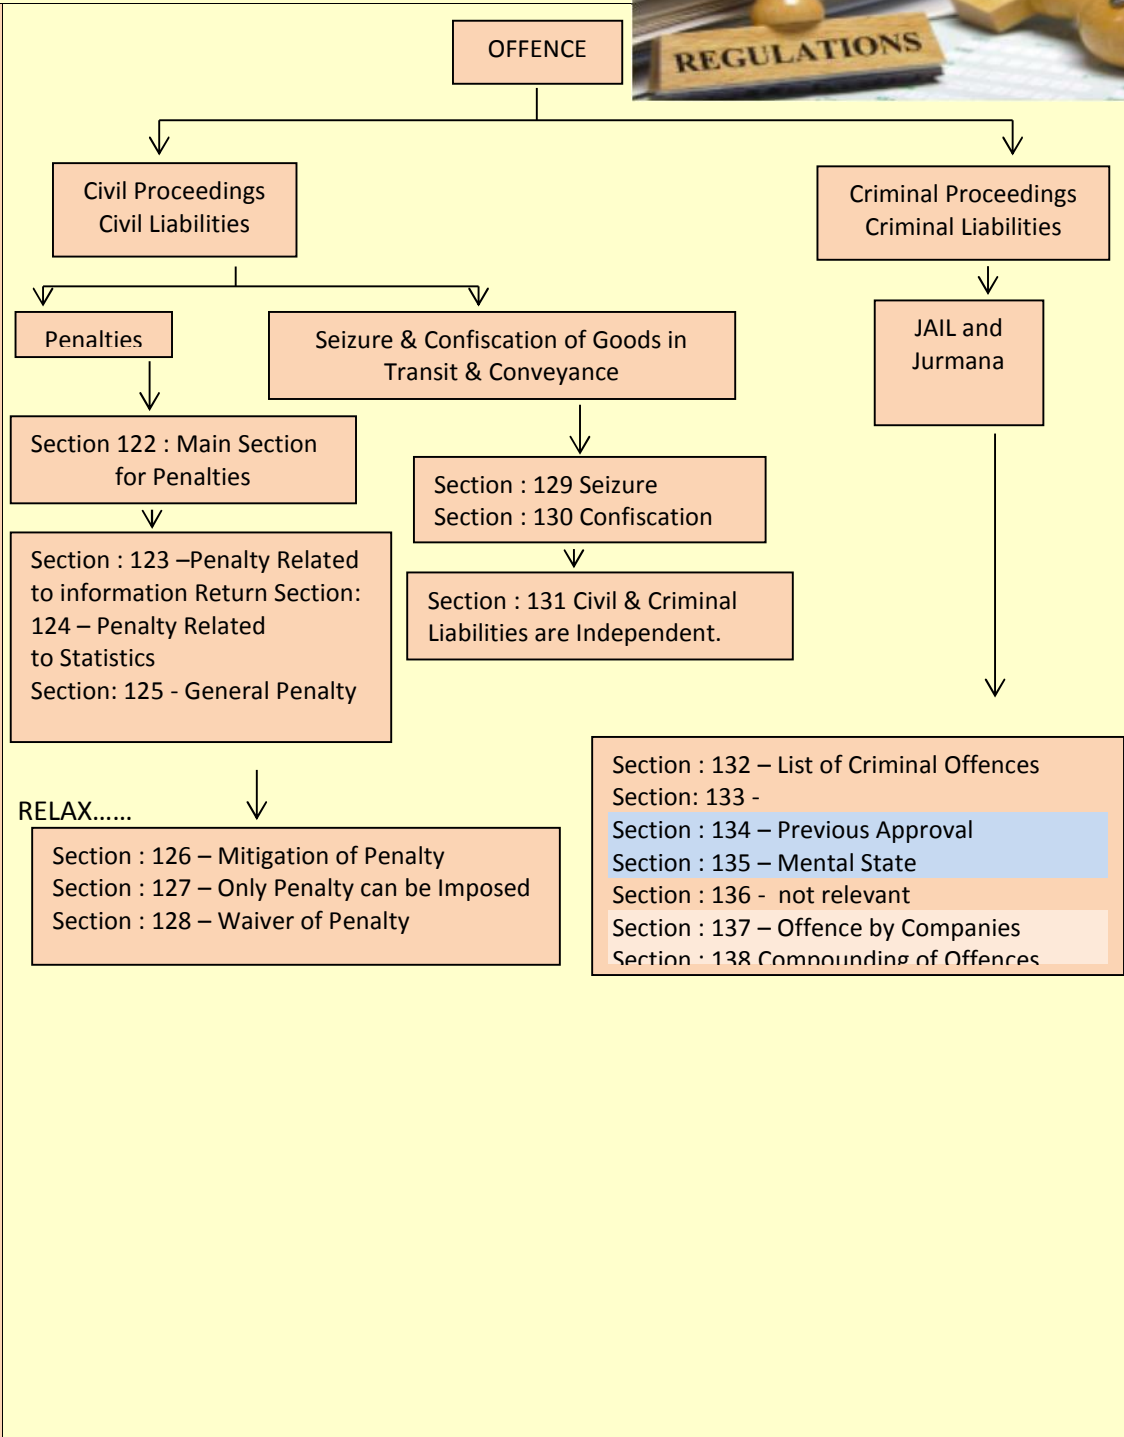 REGULATIONS
OFFENCE
Civil Proceedings
Civil Liabilities
Criminal Proceedings
Criminal Liabilities
Penalties
Seizure & Confiscation of Goods in
Transit & Conveyance
JAIL and
Jurmana
Section 122 : Main Section
for Penalties
Section : 129 Seizure
Section : 130 Confiscation
Section : 123 –Penalty Related
to information Return Section:
124 – Penalty Related
to Statistics
Section: 125 - General Penalty
Section : 131 Civil & Criminal
Liabilities are Independent.
RELAX......
Section : 126 – Mitigation of Penalty
Section : 127 – Only Penalty can be Imposed
Section : 128 – Waiver of Penalty
Section : 132 – List of Criminal Offences
Section: 133 -
Section : 134 – Previous Approval
Section : 135 – Mental State
Section : 136 -  not relevant
Section : 137 – Offence by Companies
Section : 138 Compounding of Offences